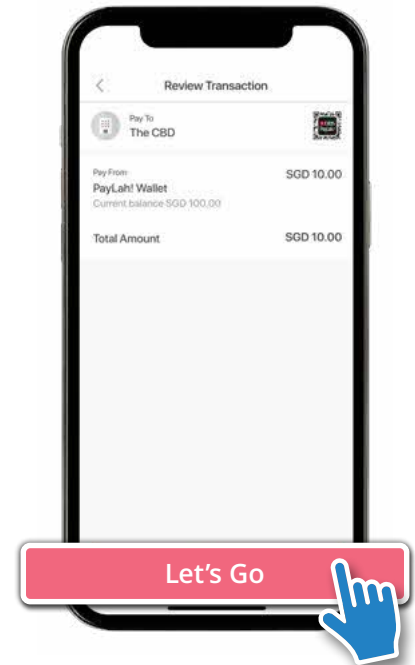 Review Transaction
Pay To
The CBD
Pay From
SGD 10.00
PayLah! Wallet
Current balance SGD 100.00
Total Amount
SGD 10.00
Let's Go